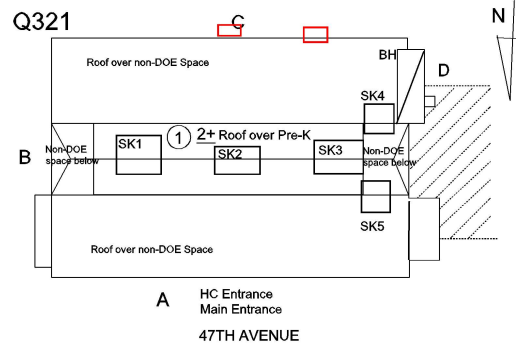 Q321
C
N
Roof over non-DOE Space
BH
D
SK4
B
Non-DOE
space below
SK1
1
2+ Roof over Pre-K
SK2
SK3
Non-DOE
space below
SK5
Roof over non-DOE Space
A
HC Entrance
Main Entrance
47TH AVENUE